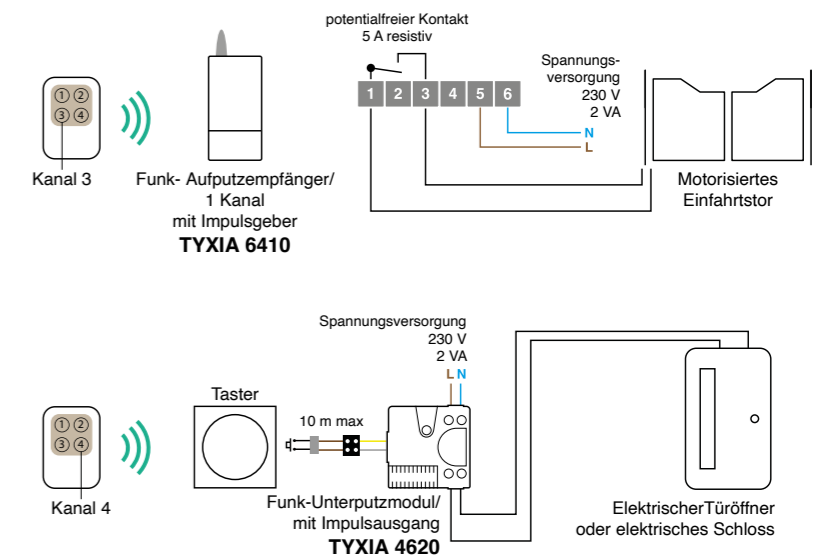 potentialfreier Kontakt
5 A resistiv
Spannungs-
versorgung
230 V
2 VA
1 2 3 4 5 6
N
L
① ②
③ ④
Kanal 3
Funk- Aufputzempfänger/
1 Kanal
mit Impulsgeber
TYXIA 6410
Motorisiertes
Einfahrtstor
Spannungsversorgung
230 V
2 VA
L N
Taster
10 m max
① ②
③ ④
Kanal 4
Funk-Unterputzmodul/
mit Impulsausgang
TYXIA 4620
ElektrischerTüröffner
oder elektrisches Schloss